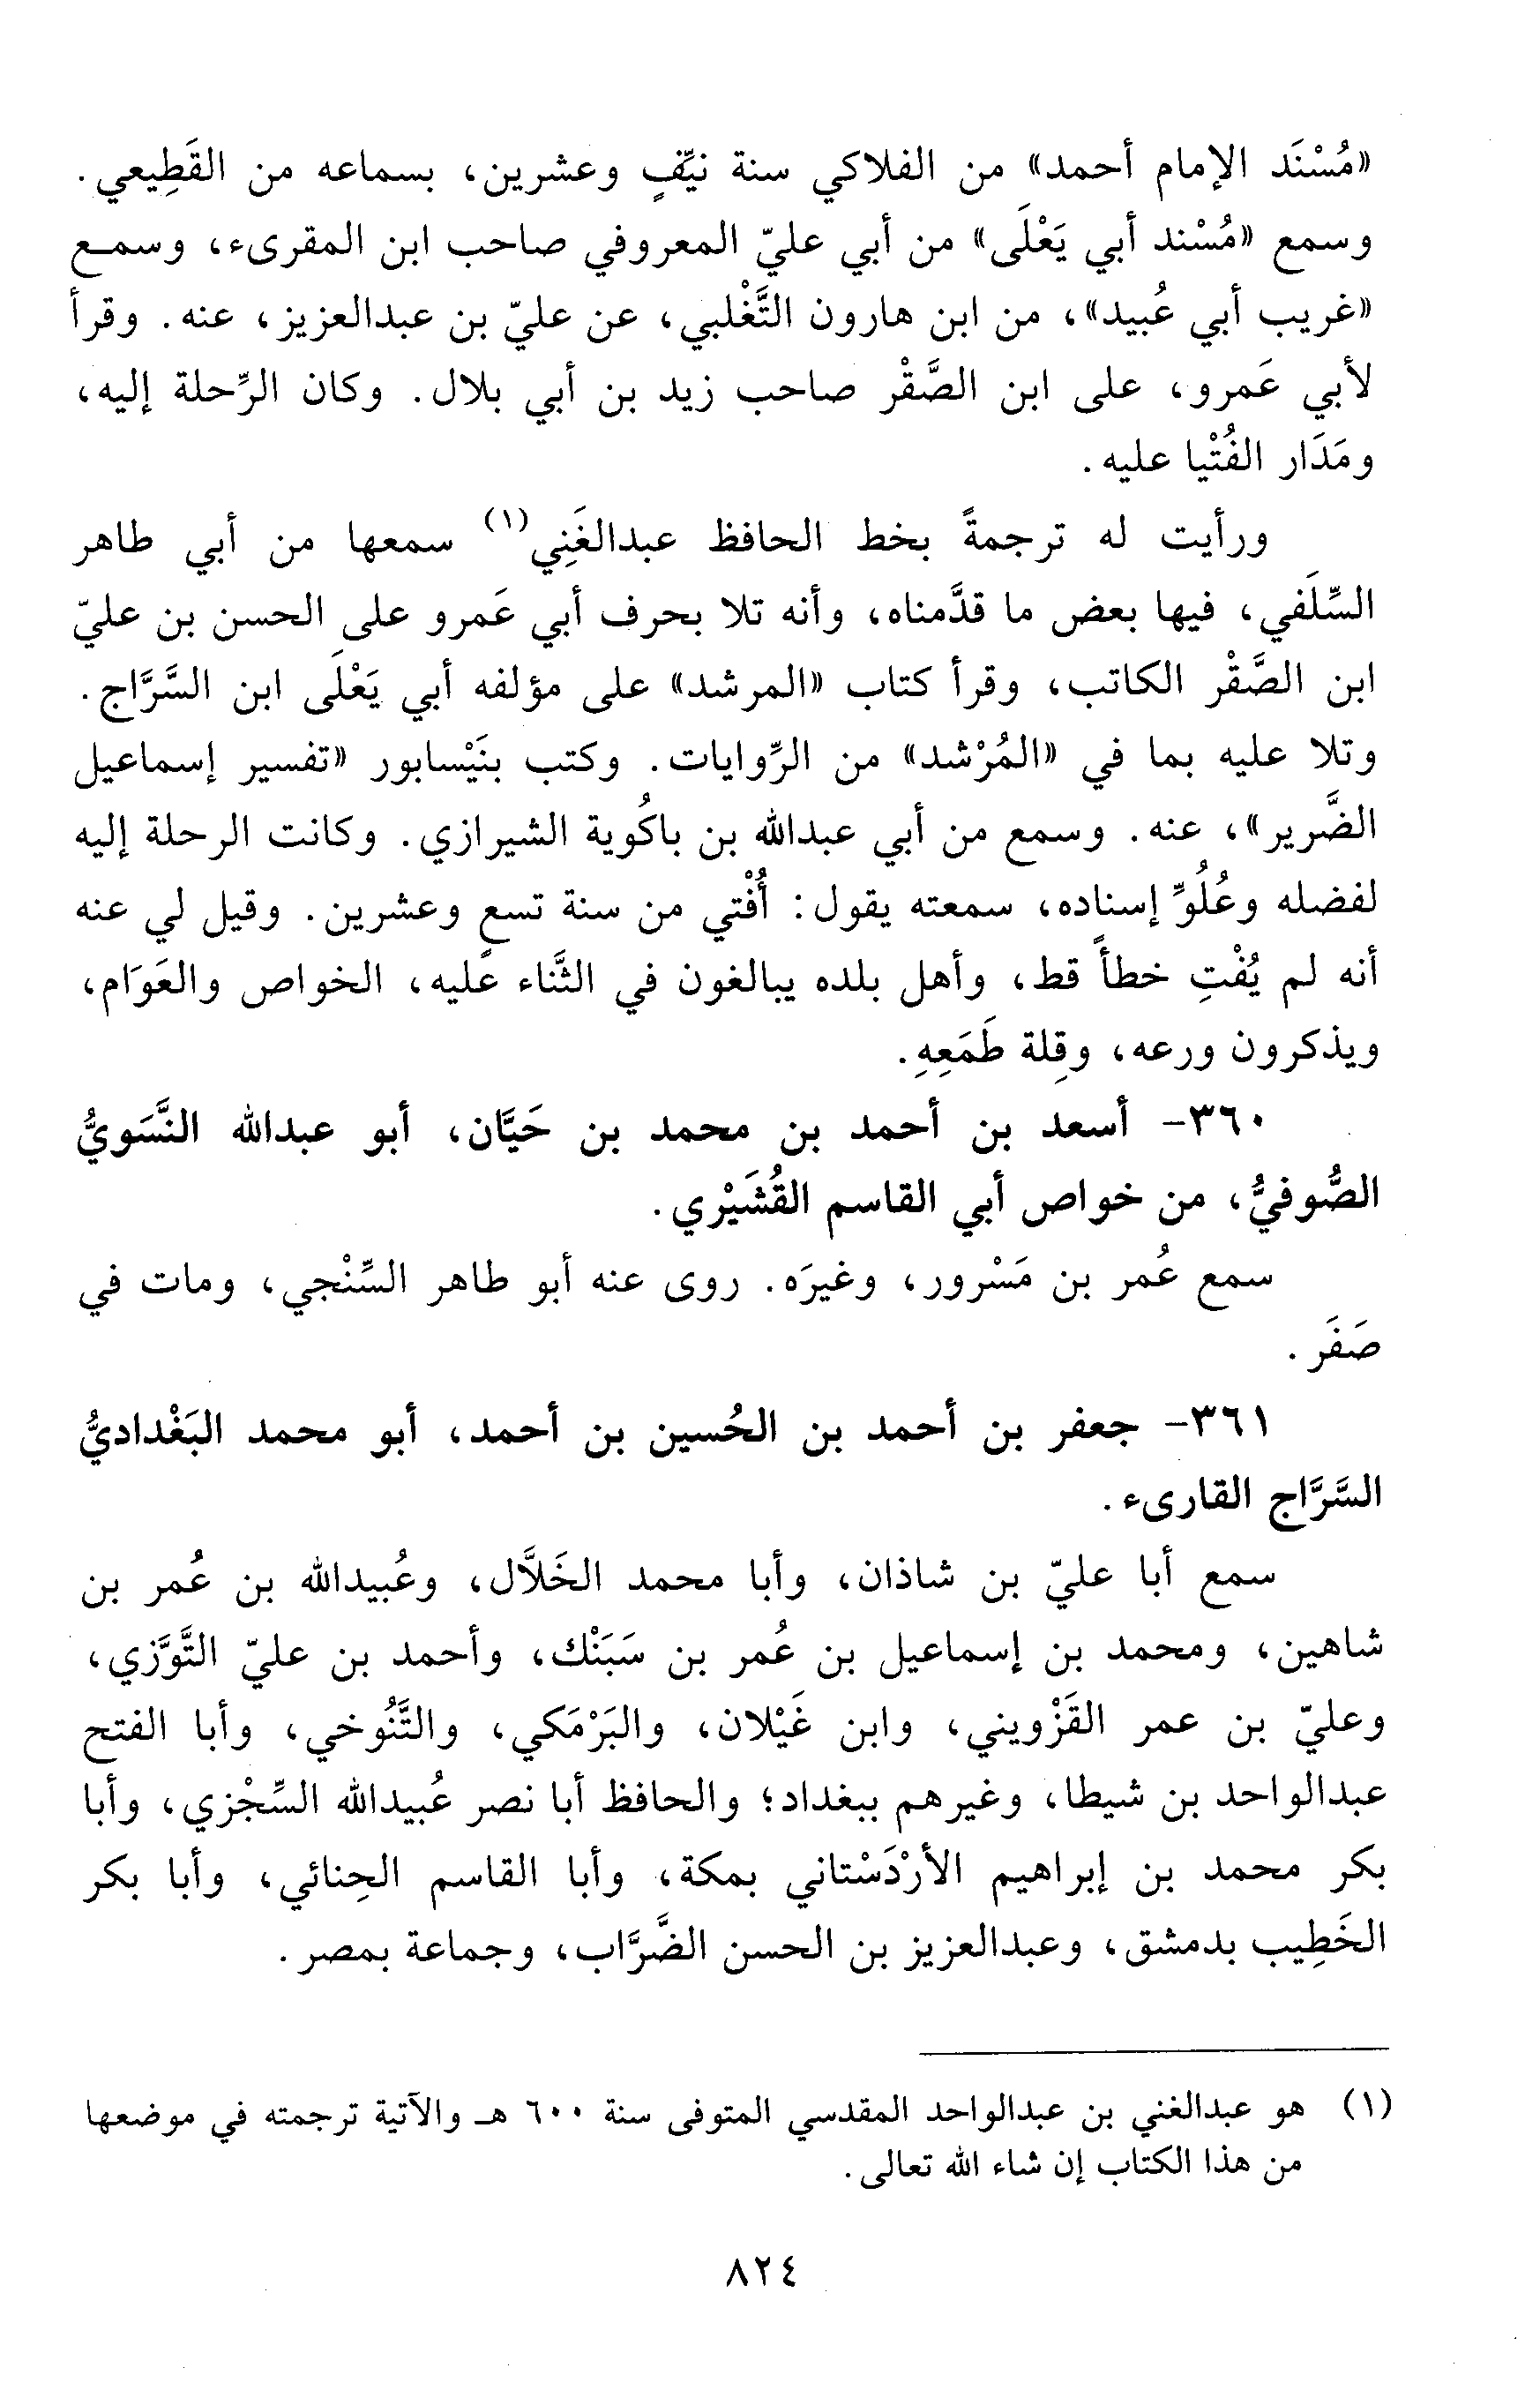 «مُسْنَد الإمام أحمد» من الفلاكي سنة نيّفٍ وعشرين، بسماعه من القَطِيعي.
وسمع «مُسْند أبي يَعْلَى» من أبي عليّ المعروفي صاحب ابن المقرىء، وسمع
«غريب أبي عُبيد»، من ابن هارون التَّغْلبي، عن عليّ بن عبدالعزيز، عنه. وقرأ
لأبي عَمرو، على ابن الصَّقْر صاحب زيد بن أبي بلال. وكان الرِّحلة إليه،
ومَدَار الفُتْيا عليه.
ورأيت له ترجمةً بخط الحافظ عبدالغَنِي(١) سمعها من أبي طاهر
السِّلَفي، فيها بعض ما قدَّمناه، وأنه تلا بحرف أبي عَمرو على الحسن بن عليّ
ابن الصَّقْر الكاتب، وقرأ كتاب «المرشد» على مؤلفه أبي يَعْلَى ابن السَّرَّاج.
وتلا عليه بما في «المُرْشد» من الرِّوايات. وكتب بنَيْسابور «تفسير إسماعيل
الضَّرير»، عنه. وسمع من أبي عبدالله بن باكُوية الشيرازي. وكانت الرحلة إليه
لفضله وعُلُوِّ إسناده، سمعته يقول: أُفْتي من سنة تسع وعشرين. وقيل لي عنه
أنه لم يُفْتِ خطأً قط، وأهل بلده يبالغون في الثَّناء عليه، الخواص والعَوَام،
ويذكرون ورعه، وقِلة طَمَعِهِ.
٣٦٠- أسعد بن أحمد بن محمد بن حَيَّان، أبو عبدالله النَّسَويُّ
الصُّوفيُّ، من خواص أبي القاسم القُشَيْري.
سمع عُمر بن مَسْرور، وغيرَه. روى عنه أبو طاهر السِّنْجي، ومات في
صَفَر.
٣٦١- جعفر بن أحمد بن الحُسين بن أحمد، أبو محمد البَغْداديُّ
السَّرَّاج القارىء.
سمع أبا عليّ بن شاذان، وأبا محمد الخَلاَّل، وعُبيدالله بن عُمر بن
شاهين، ومحمد بن إسماعيل بن عُمر بن سَبَنْك، وأحمد بن عليّ التَّوَّزي،
وعليّ بن عمر القَزْويني، وابن غَيْلان، والبَرْمَكي، والتَّنُوخي، وأبا الفتح
عبدالواحد بن شيطا، وغيرهم ببغداد؛ والحافظ أبا نصر عُبيدالله السِّجْزي، وأبا
بكر محمد بن إبراهيم الأرْدَسْتاني بمكة، وأبا القاسم الحِنائي، وأبا بكر
الخَطِيب بدمشق، وعبدالعزيز بن الحسن الضَّرَّاب، وجماعة بمصر.
(١) هو عبدالغني بن عبدالواحد المقدسي المتوفى سنة ٦٠٠ هـ والآتية ترجمته في موضعها
من هذا الكتاب إن شاء الله تعالى.
٨٢٤